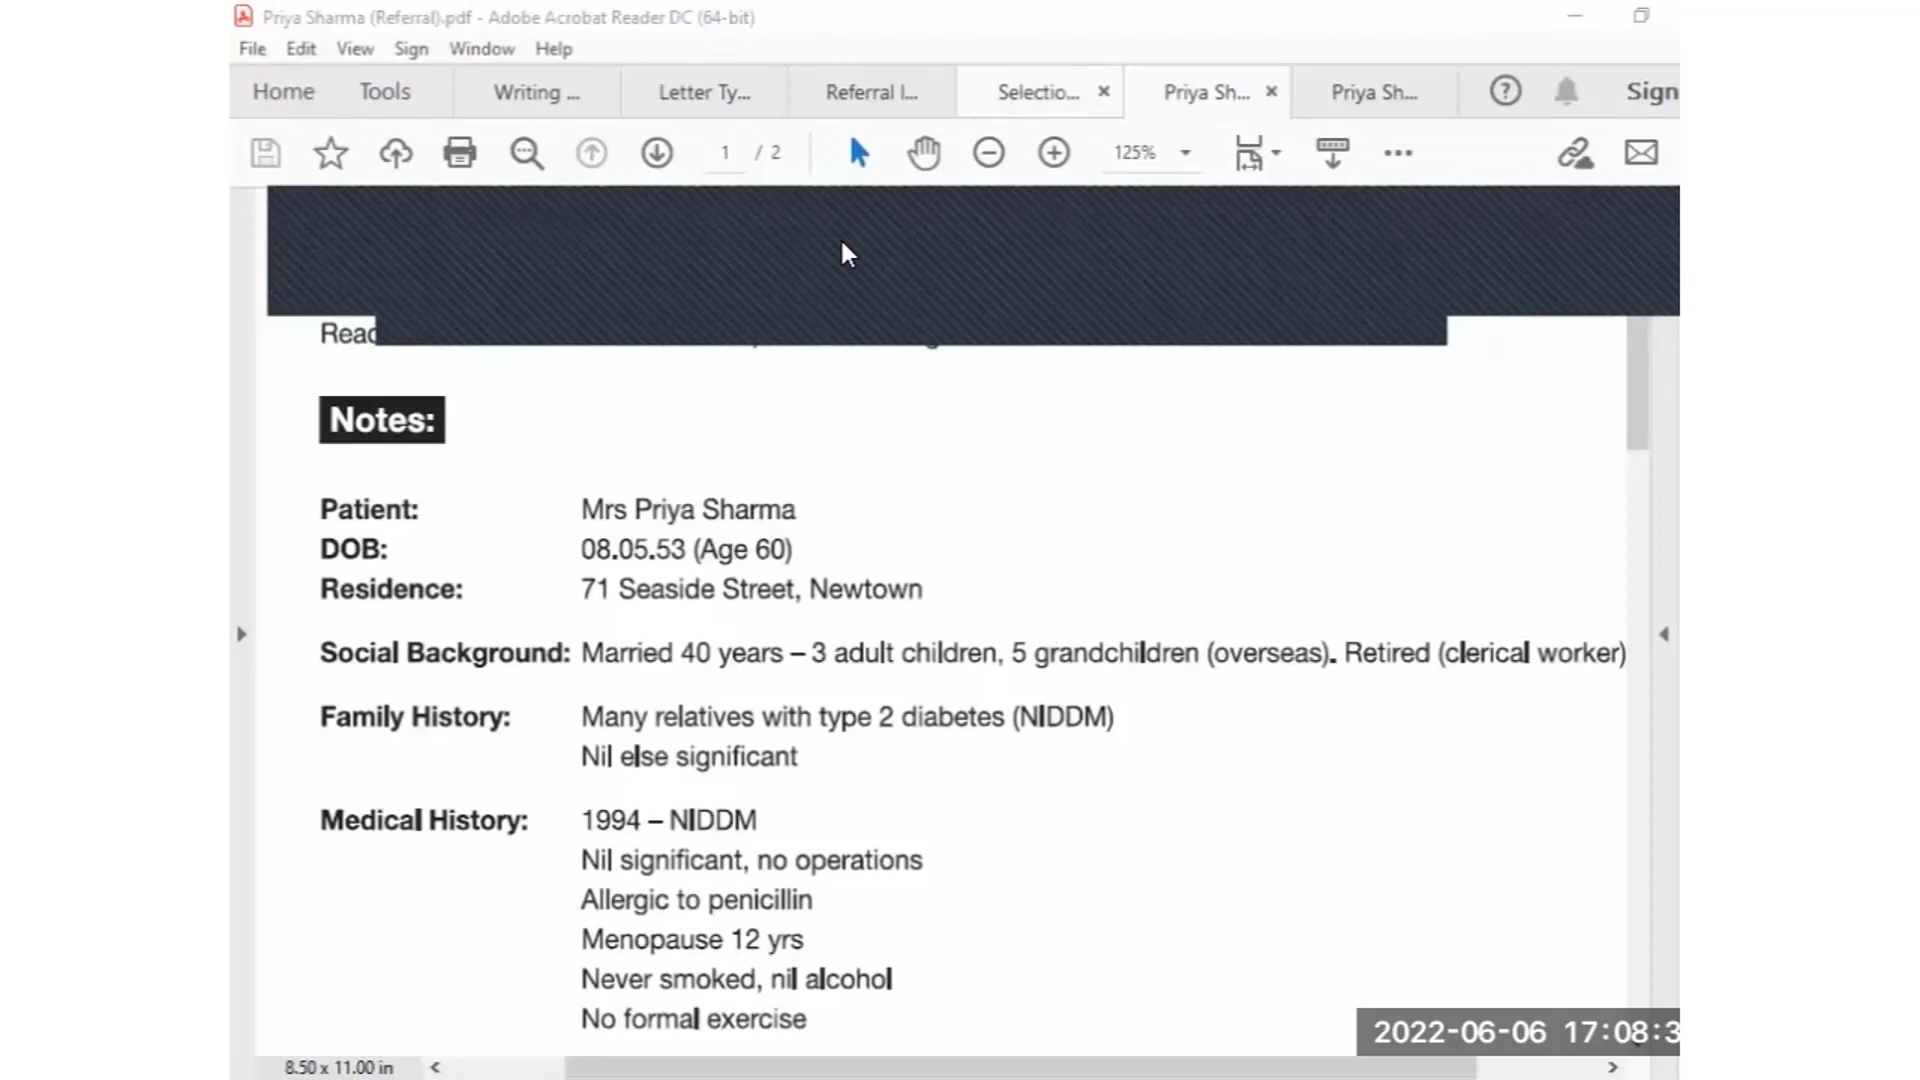 Priya Sharma (Referral).pdf - Adobe Acrobat Reader DC (64-bit)
File Edit View Sign Window Help
Home Tools Writing ... Letter Ty... Referral I... Selectio... Priya Sh... Priya Sh... Sign
1 / 2 125%
Notes:
Patient: Mrs Priya Sharma
DOB: 08.05.53 (Age 60)
Residence: 71 Seaside Street, Newtown
Social Background: Married 40 years – 3 adult children, 5 grandchildren (overseas). Retired (clerical worker)
Family History: Many relatives with type 2 diabetes (NIDDM)
Nil else significant
Medical History: 1994 – NIDDM
Nil significant, no operations
Allergic to penicillin
Menopause 12 yrs
Never smoked, nil alcohol
No formal exercise
2022-06-06 17:08:3
8.50 x 11.00 in